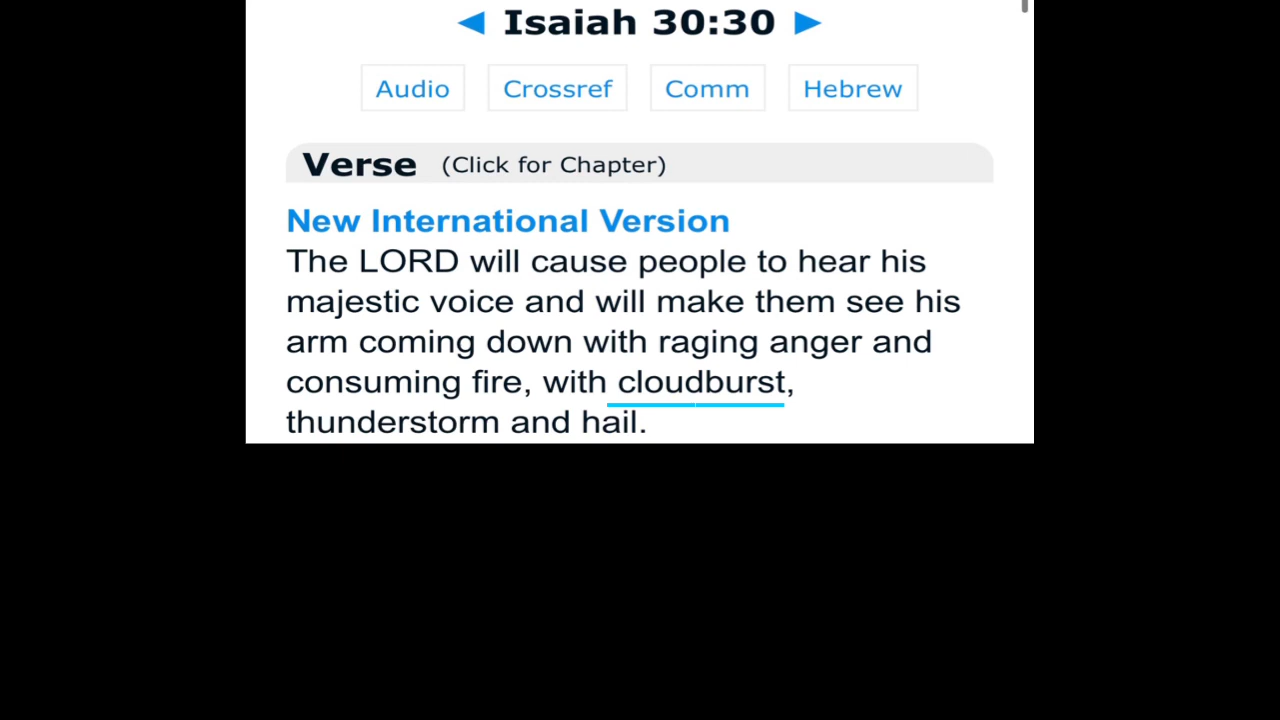 ◀ Isaiah 30:30 ▶
Audio Crossref Comm Hebrew
Verse (Click for Chapter)
New International Version
The LORD will cause people to hear his
majestic voice and will make them see his
arm coming down with raging anger and
consuming fire, with cloudburst,
thunderstorm and hail.